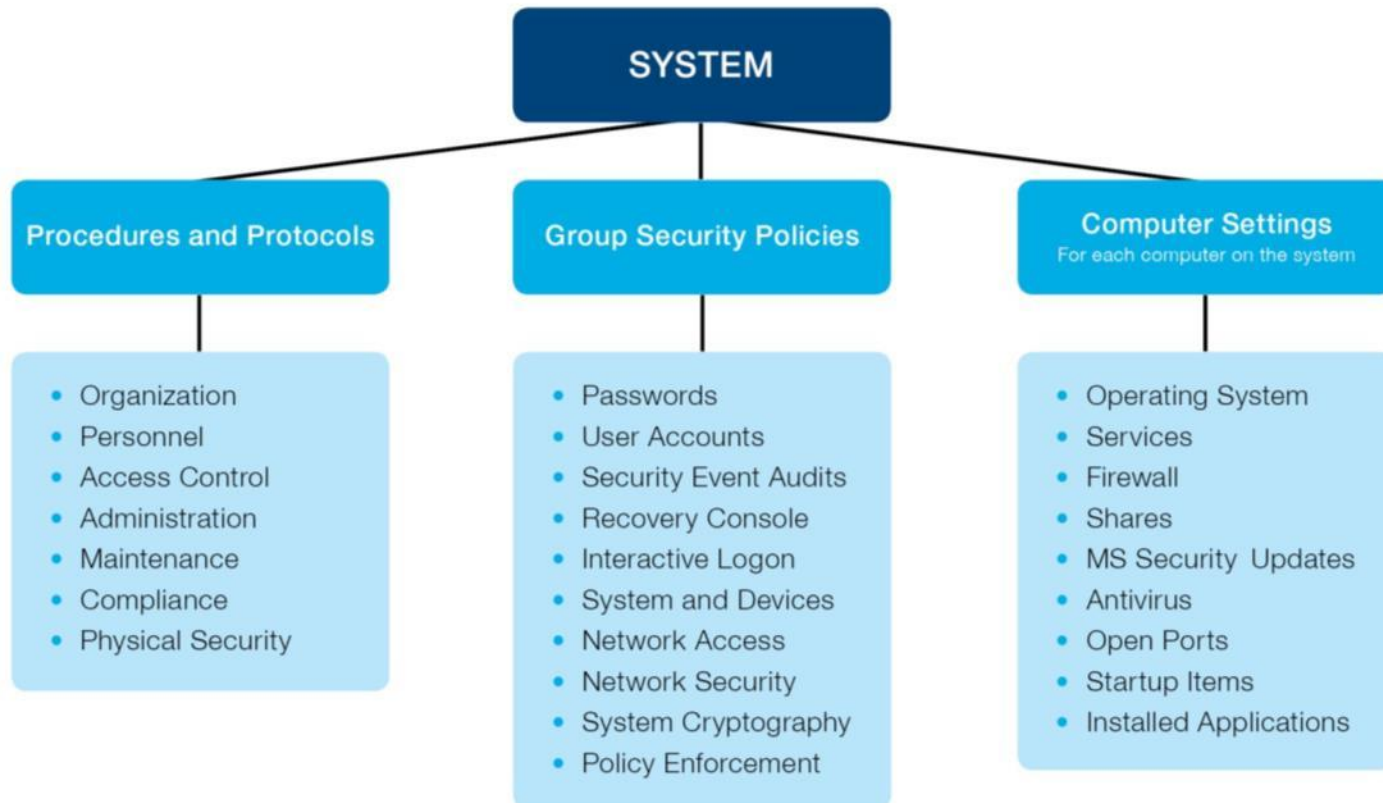 SYSTEM
Procedures and Protocols
Organization
Personnel
Access Control
Administration
Maintenance
Compliance
Physical Security
Group Security Policies
Passwords
User Accounts
Security Event Audits
Recovery Console
Interactive Logon
System and Devices
Network Access
Network Security
System Cryptography
Policy Enforcement
Computer Settings
For each computer on the system
Operating System
Services
Firewall
Shares
MS Security Updates
Antivirus
Open Ports
Startup Items
Installed Applications